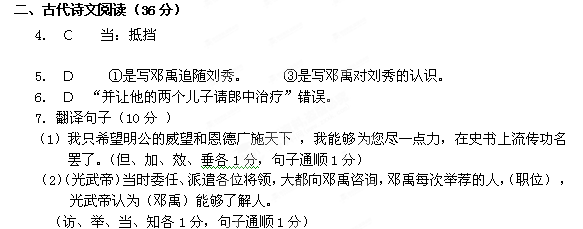 二、古代诗文阅读（36分）
4. C 当：抵挡
5. D ①是写邓禹追随刘秀。 ③是写邓禹对刘秀的认识。
6. D “并让他的两个儿子请郎中治疗”错误。
7. 翻译句子（10分 ）
（1）我只希望明公的威望和恩德广施天下 ，我能够为您尽一点力，在史书上流传功名
罢了。（但、加、效、垂各1分，句子通顺1分）
（2）（光武帝）当时委任、派遣各位将领，大都向邓禹咨询，邓禹每次举荐的人，（职位），
光武帝认为（邓禹）能够了解人。
（访、举、当、知各1分，句子通顺1分）